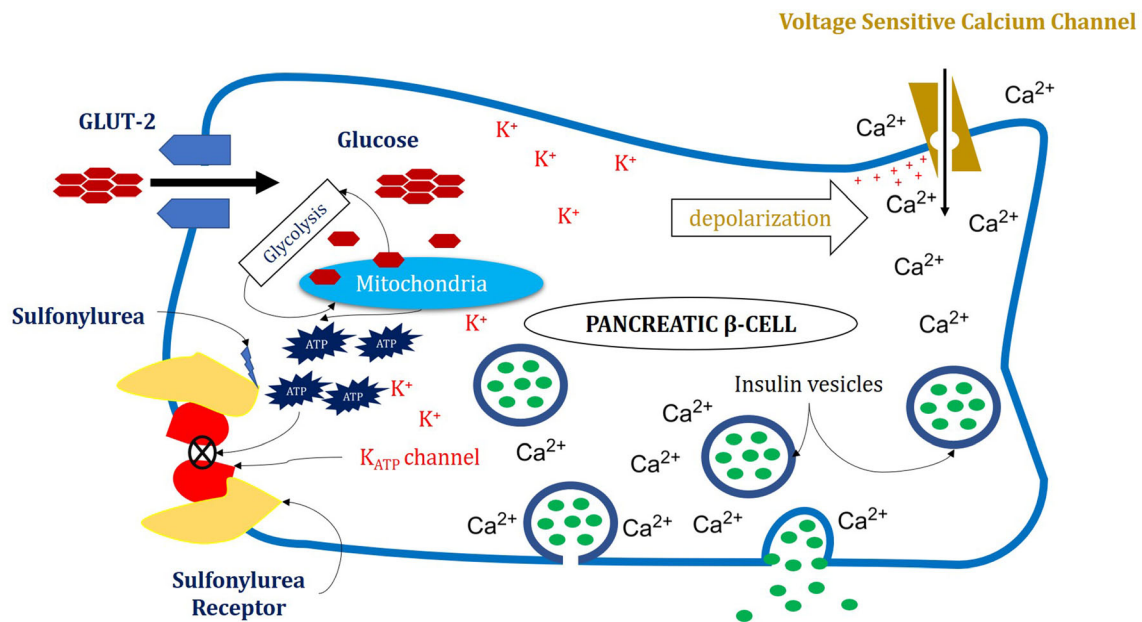 Voltage Sensitive Calcium Channel
Ca²⁺
GLUT-2
Ca²⁺
K⁺
Glucose
K⁺
K⁺
+ + + + + + + +
Ca²⁺
K⁺
depolarization
Ca²⁺
Glycolysis
Ca²⁺
Mitochondria
Sulfonylurea
K⁺
PANCREATIC β-CELL
Ca²⁺
ATP
ATP
ATP
ATP
K⁺
Insulin vesicles
K⁺
Ca²⁺
K_ATP channel
Ca²⁺
Ca²⁺
Ca²⁺
Ca²⁺
Ca²⁺
Ca²⁺
Sulfonylurea
Receptor